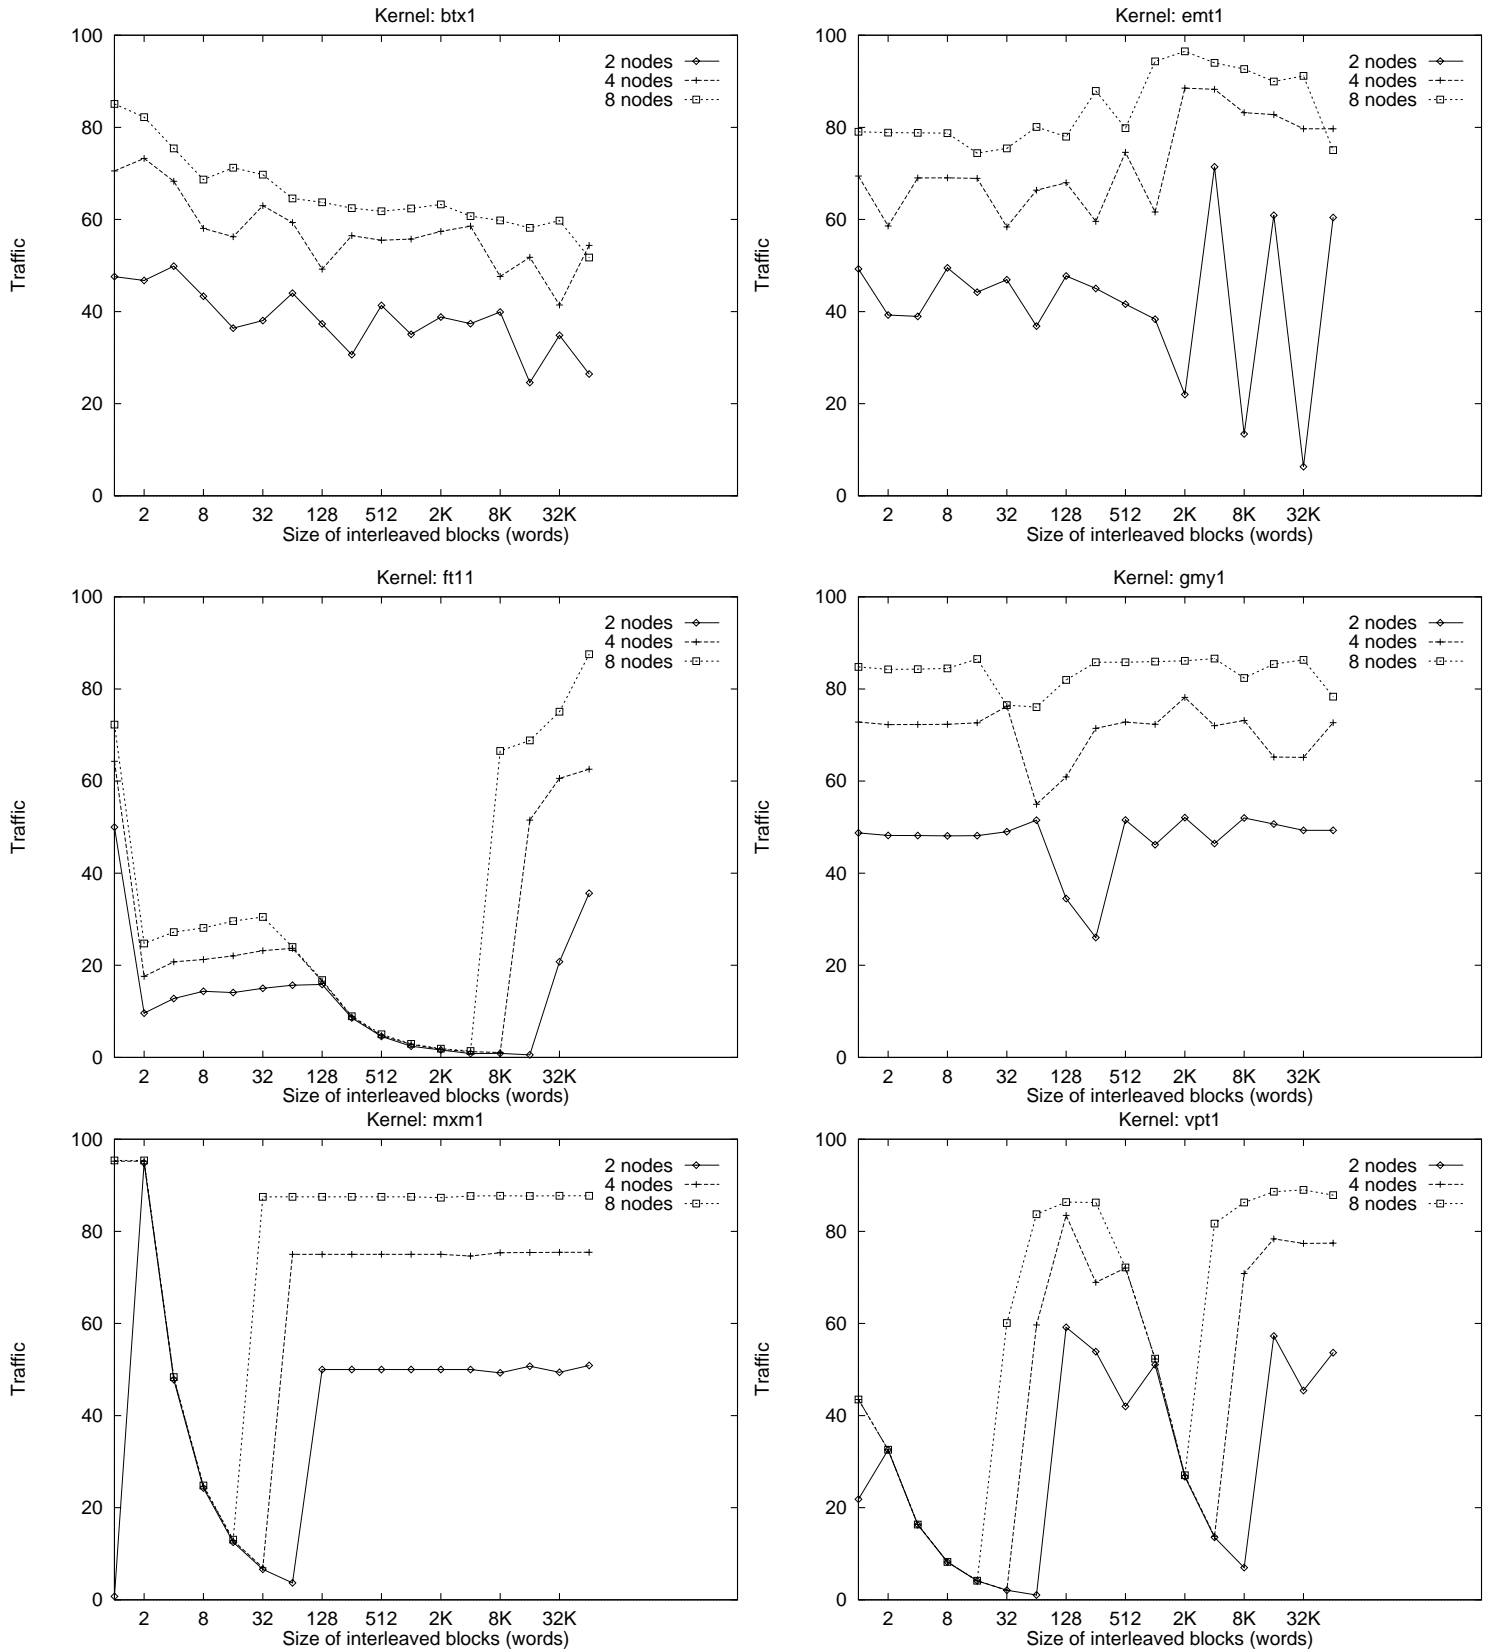 Kernel: btx1
100
80
60
40
20
0
Traffic
2 nodes
4 nodes
8 nodes
2 8 32 128 512 2K 8K 32K
Size of interleaved blocks (words)
Kernel: emt1
100
80
60
40
20
0
Traffic
2 nodes
4 nodes
8 nodes
2 8 32 128 512 2K 8K 32K
Size of interleaved blocks (words)
Kernel: ft11
100
80
60
40
20
0
Traffic
2 nodes
4 nodes
8 nodes
2 8 32 128 512 2K 8K 32K
Size of interleaved blocks (words)
Kernel: gmy1
100
80
60
40
20
0
Traffic
2 nodes
4 nodes
8 nodes
2 8 32 128 512 2K 8K 32K
Size of interleaved blocks (words)
Kernel: mxm1
100
80
60
40
20
0
Traffic
2 nodes
4 nodes
8 nodes
2 8 32 128 512 2K 8K 32K
Size of interleaved blocks (words)
Kernel: vpt1
100
80
60
40
20
0
Traffic
2 nodes
4 nodes
8 nodes
2 8 32 128 512 2K 8K 32K
Size of interleaved blocks (words)